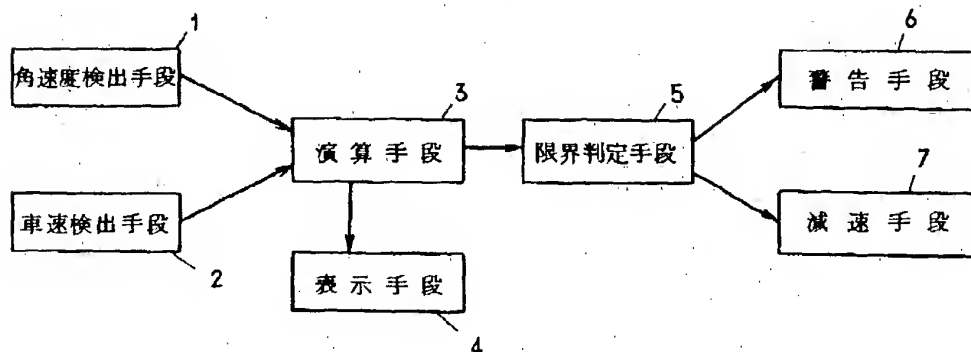 1
角速度検出手段
2
車速検出手段
3
演算手段
4
表示手段
5
限界判定手段
6
警告手段
7
減速手段